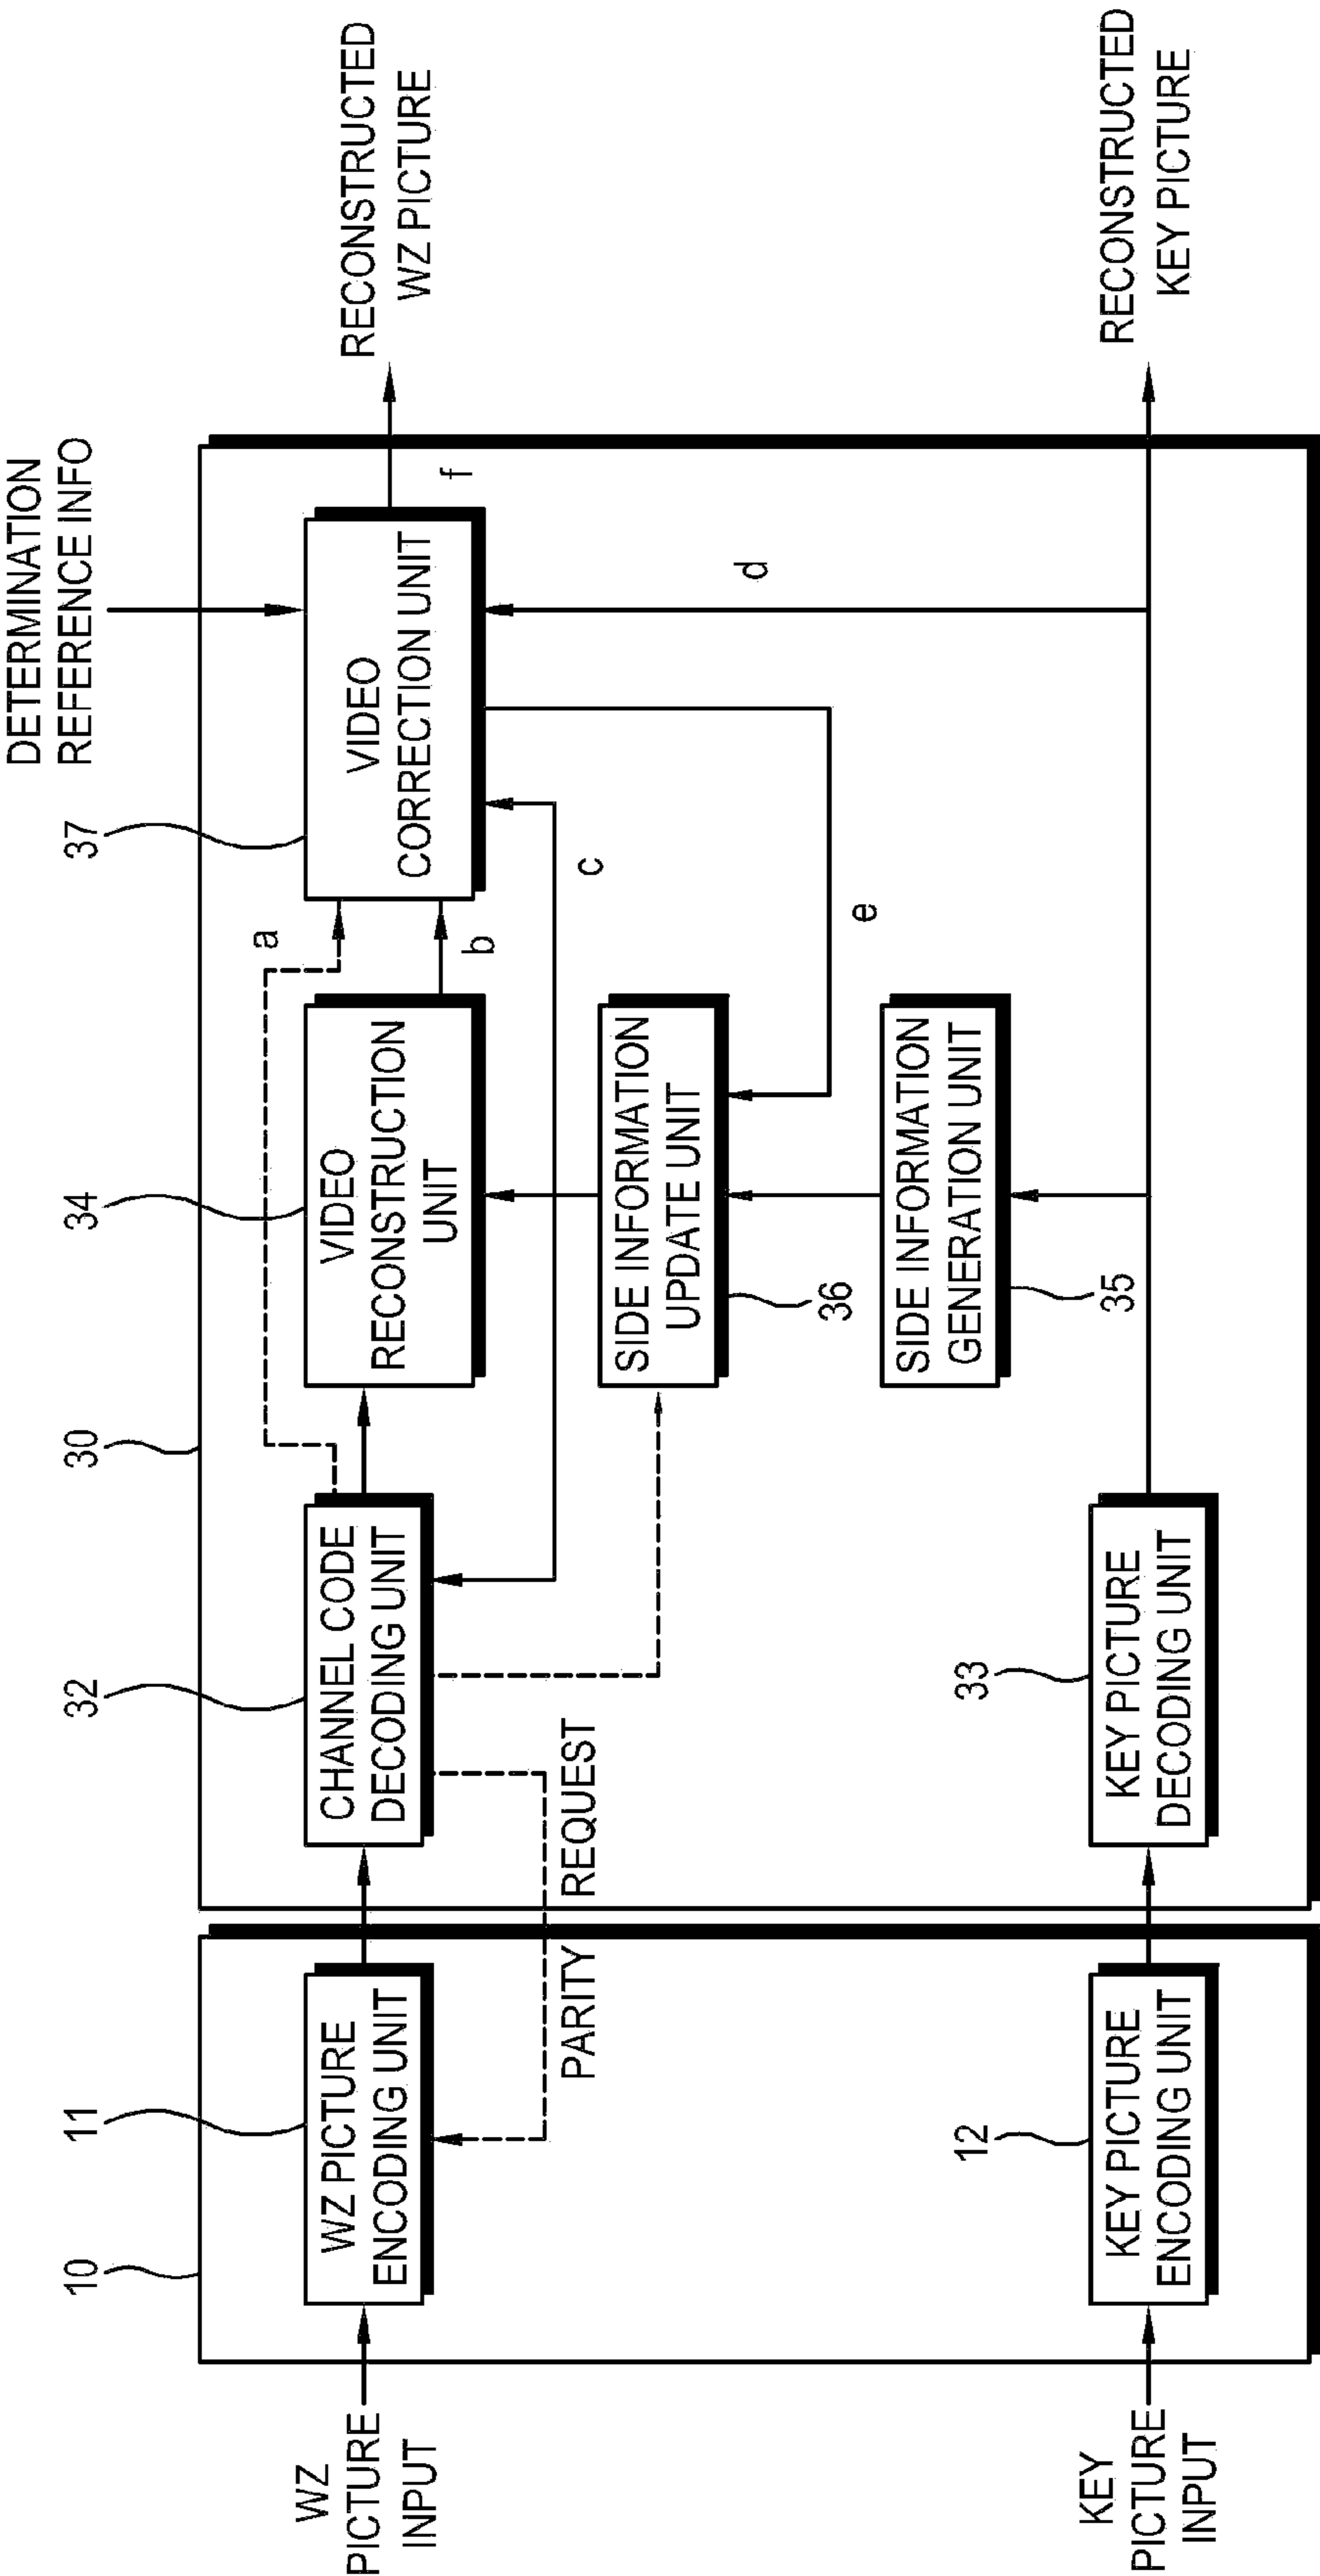 DETERMINATION
REFERENCE INFO
10
11
32
30
34
37
WZ
PICTURE
INPUT
WZ PICTURE
ENCODING UNIT
CHANNEL CODE
DECODING UNIT
VIDEO
RECONSTRUCTION
UNIT
a
b
VIDEO
CORRECTION UNIT
f
RECONSTRUCTED
WZ PICTURE
PARITY REQUEST
c
SIDE INFORMATION
UPDATE UNIT
36
e
d
SIDE INFORMATION
GENERATION UNIT
35
12
33
KEY
PICTURE
INPUT
KEY PICTURE
ENCODING UNIT
KEY PICTURE
DECODING UNIT
RECONSTRUCTED
KEY PICTURE